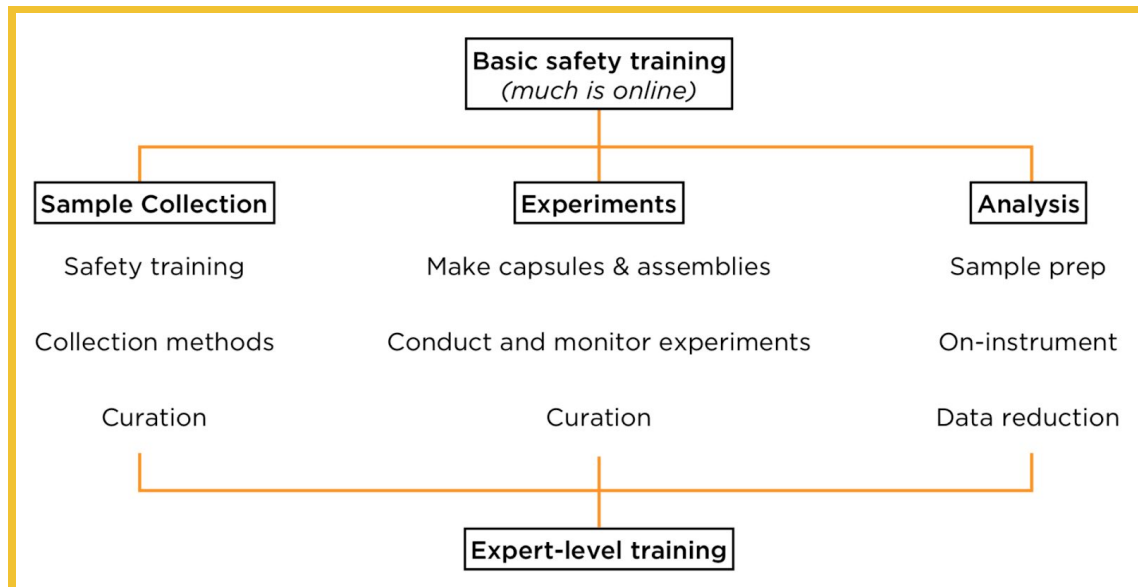 Basic safety training
(much is online)
Sample Collection
Safety training
Collection methods
Curation
Experiments
Make capsules & assemblies
Conduct and monitor experiments
Curation
Analysis
Sample prep
On-instrument
Data reduction
Expert-level training